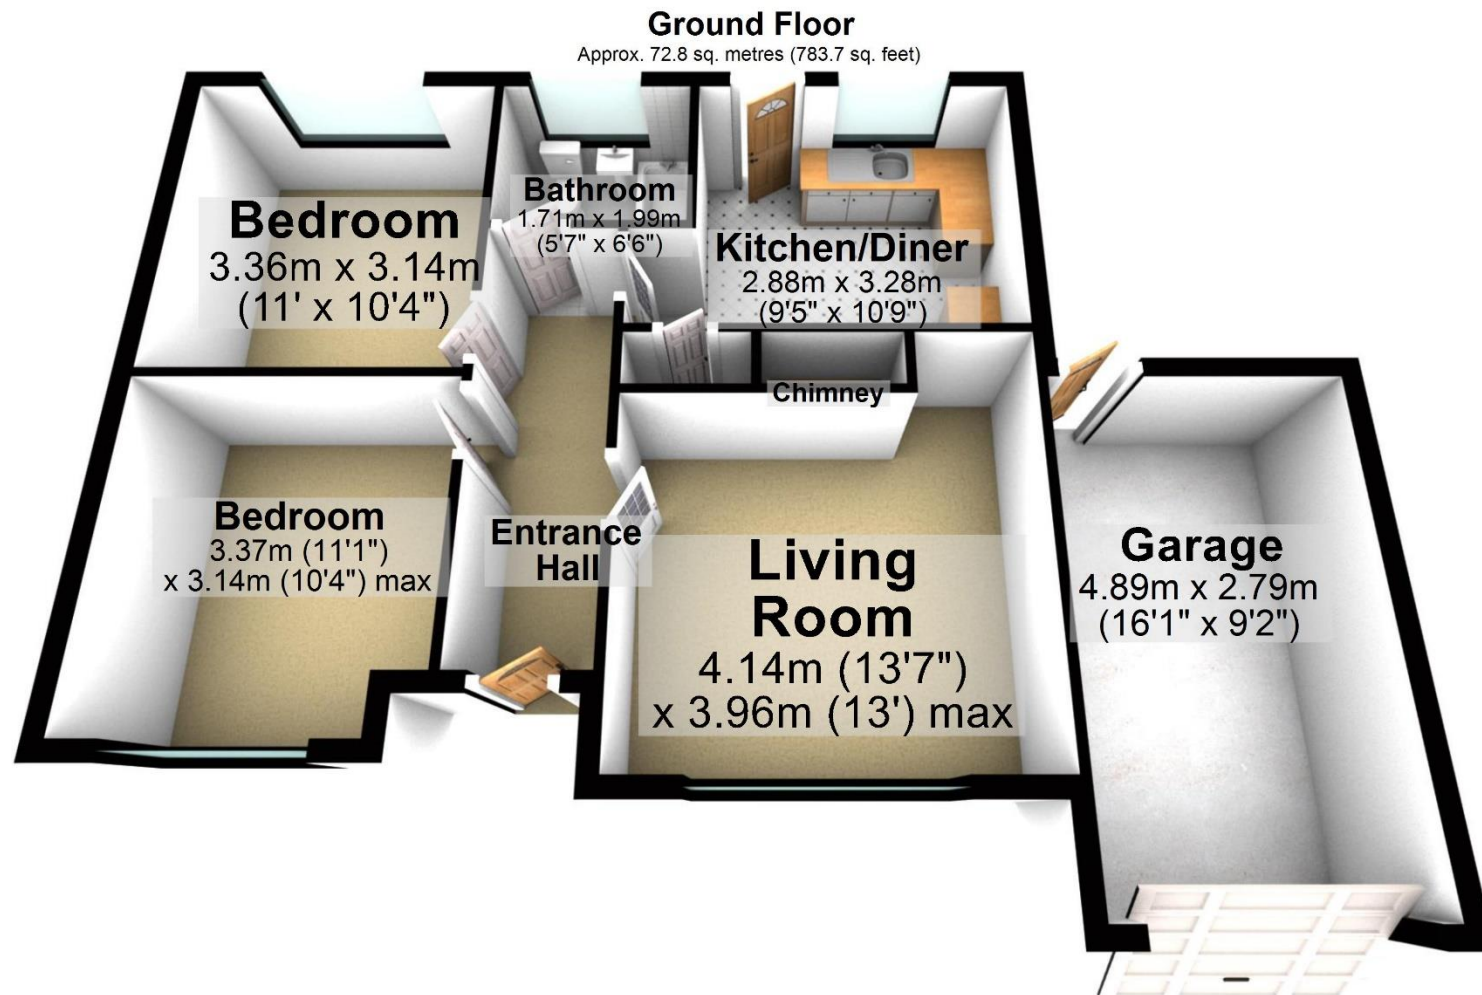 Ground Floor
Approx. 72.8 sq. metres (783.7 sq. feet)
Bedroom
3.36m x 3.14m
(11' x 10'4")
Bathroom
1.71m x 1.99m
(5'7" x 6'6")
Kitchen/Diner
2.88m x 3.28m
(9'5" x 10'9")
Chimney
Bedroom
3.37m (11'1")
x 3.14m (10'4") max
Entrance
Hall
Living
Room
4.14m (13'7")
x 3.96m (13') max
Garage
4.89m x 2.79m
(16'1" x 9'2")